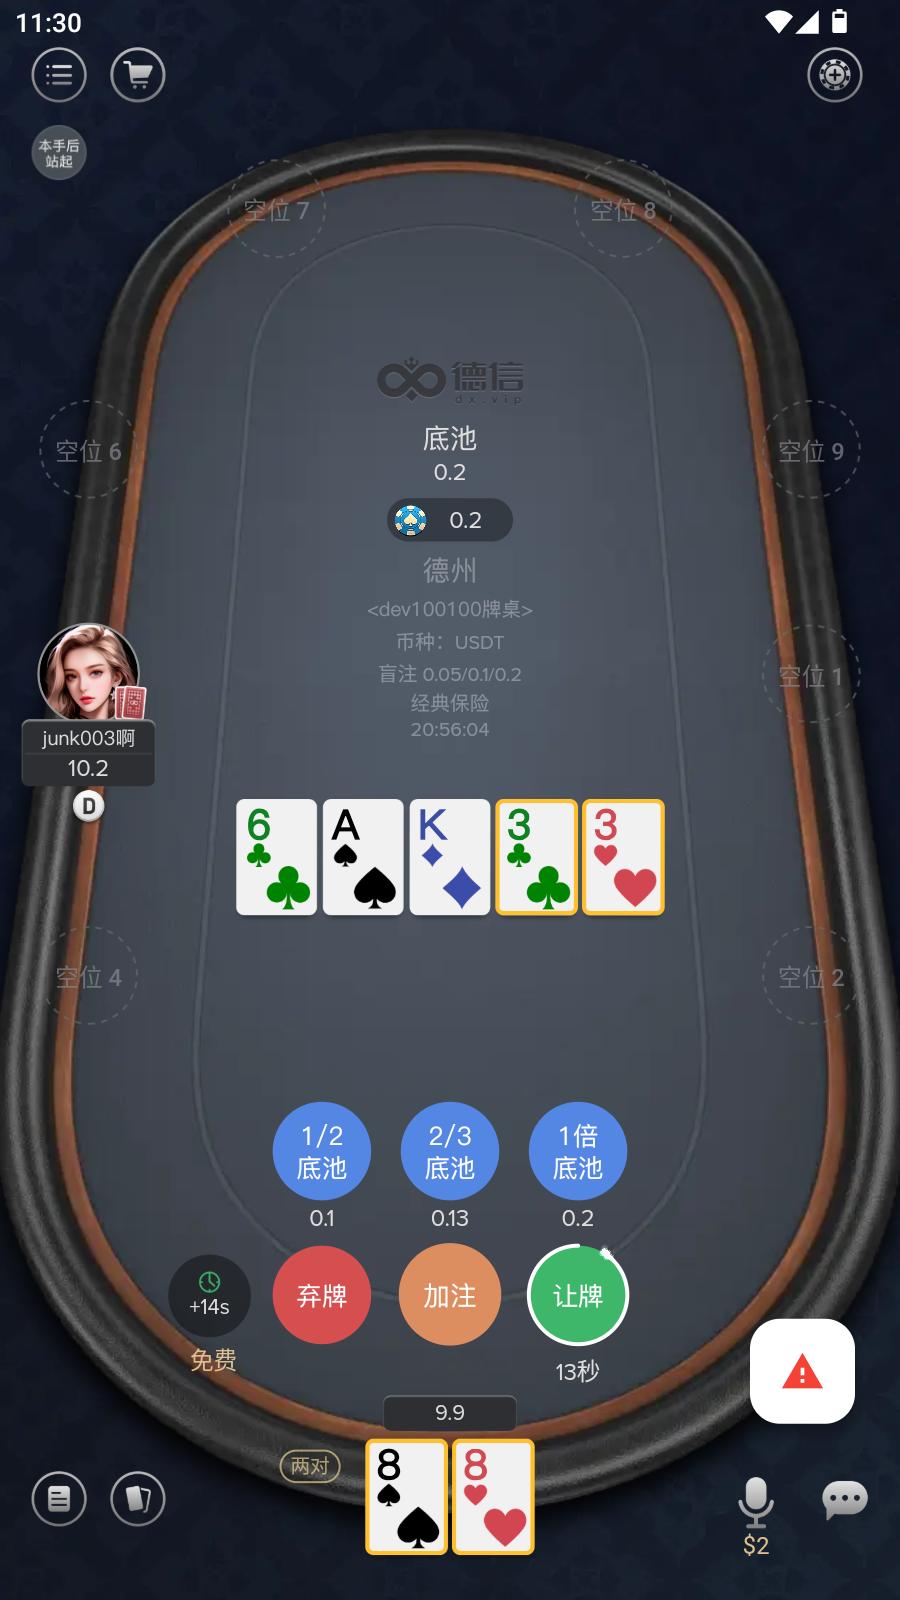 11:30
本手后
站起
空位 7
空位 8
德信
dx.vip
底池
0.2
0.2
空位 6
空位 9
德州
<dev100100牌桌>
币种：USDT
盲注 0.05/0.1/0.2
经典保险
20:56:04
空位 1
junk003啊
10.2
D
6
A
K
3
3
空位 4
空位 2
1/2
底池
2/3
底池
1倍
底池
0.1
0.13
0.2
+14s
弃牌
加注
让牌
免费
13秒
9.9
两对
8
8
$2